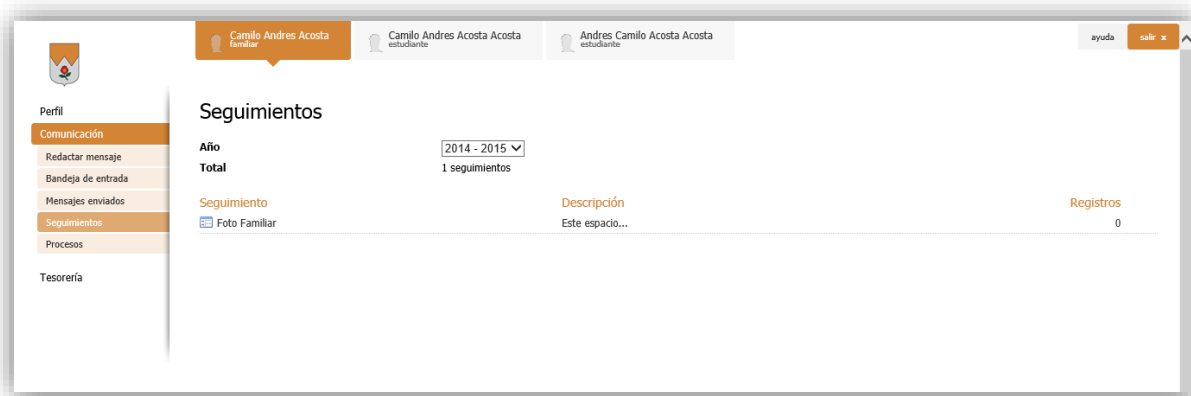 Camilo Andres Acosta
familiar
Camilo Andres Acosta Acosta
estudiante
Andres Camilo Acosta Acosta
estudiante
ayuda
salir x
Perfil
Comunicación
Redactar mensaje
Bandeja de entrada
Mensajes enviados
Seguimientos
Procesos
Tesorería
Seguimientos
Año 2014 - 2015
Total 1 seguimientos
Seguimiento Descripción Registros
Foto Familiar Este espacio... 0